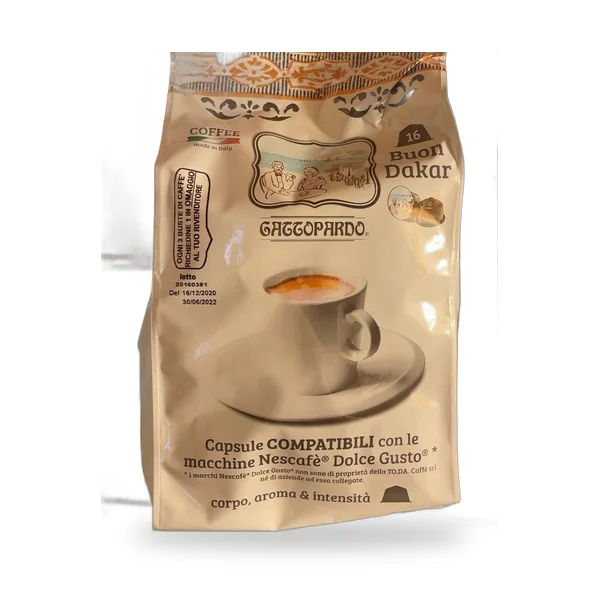 COFFEE
made in Italy
16
Buon
Dakar
GATTOPARDO®
OGNI 3 BUSTE DI CAFFE'
RICHIEDINE 1 IN OMAGGIO
AL TUO RIVENDITORE
lotto
20160381
Del 16/12/2020
30/06/2022
Capsule COMPATIBILI con le
macchine Nescafè® Dolce Gusto® *
* i marchi Nescafè® Dolce Gusto® non sono di proprietà della TO.DA. Caffè srl
né di aziende ad essa collegate.
corpo, aroma & intensità